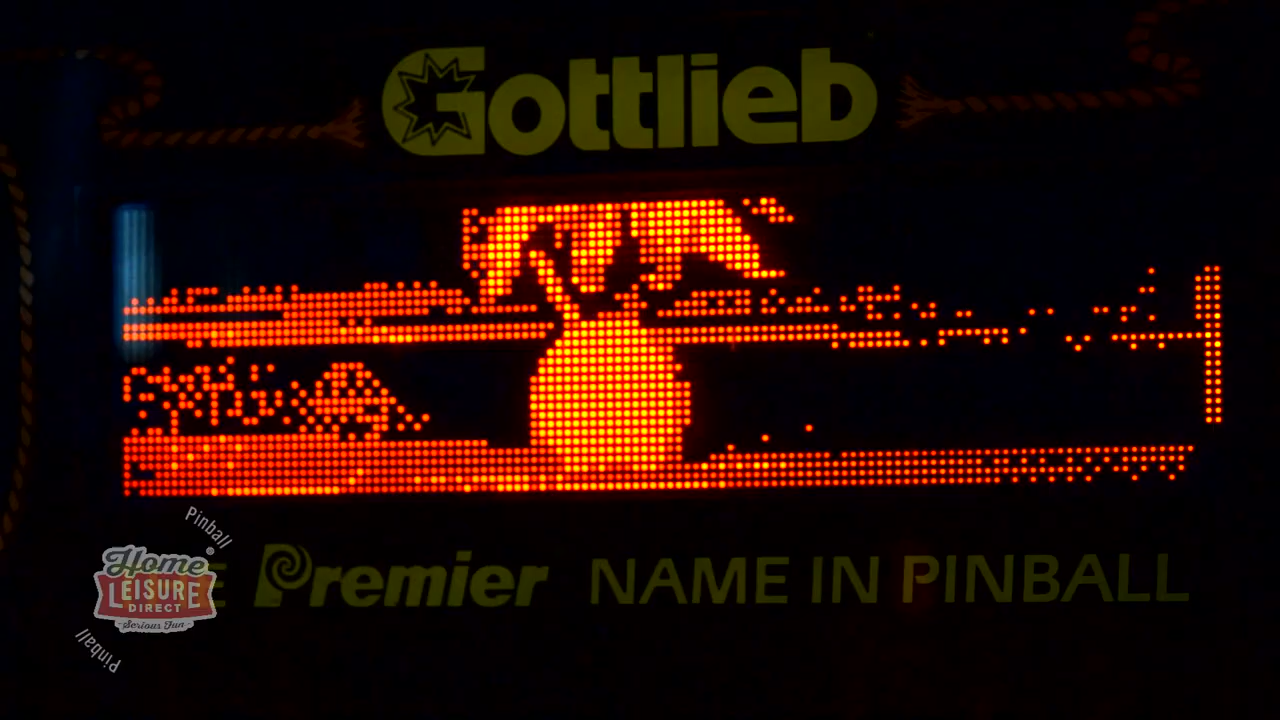 Gottlieb
Pinball
Home
LEISURE
DIRECT
Serious Fun
Pinball
E Premier NAME IN PINBALL